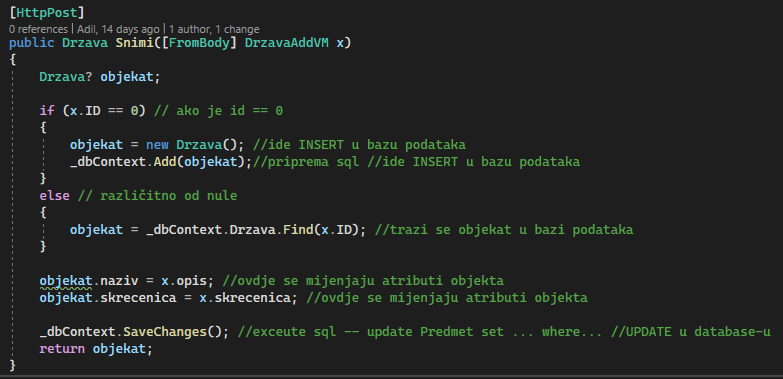 [HttpPost]
0 references | Adil, 14 days ago | 1 author, 1 change
public Drzava Snimi([FromBody] DrzavaAddVM x)
{
    Drzava? objekat;

    if (x.ID == 0) // ako je id == 0
    {
        objekat = new Drzava(); //ide INSERT u bazu podataka
        _dbContext.Add(objekat);//priprema sql //ide INSERT u bazu podataka
    }
    else // različitno od nule
    {
        objekat = _dbContext.Drzava.Find(x.ID); //trazi se objekat u bazi podataka
    }

    objekat.naziv = x.opis; //ovdje se mijenjaju atributi objekta
    objekat.skrecenica = x.skrecenica; //ovdje se mijenjaju atributi objekta

    _dbContext.SaveChanges(); //exceute sql -- update Predmet set ... where... //UPDATE u database-u
    return objekat;
}